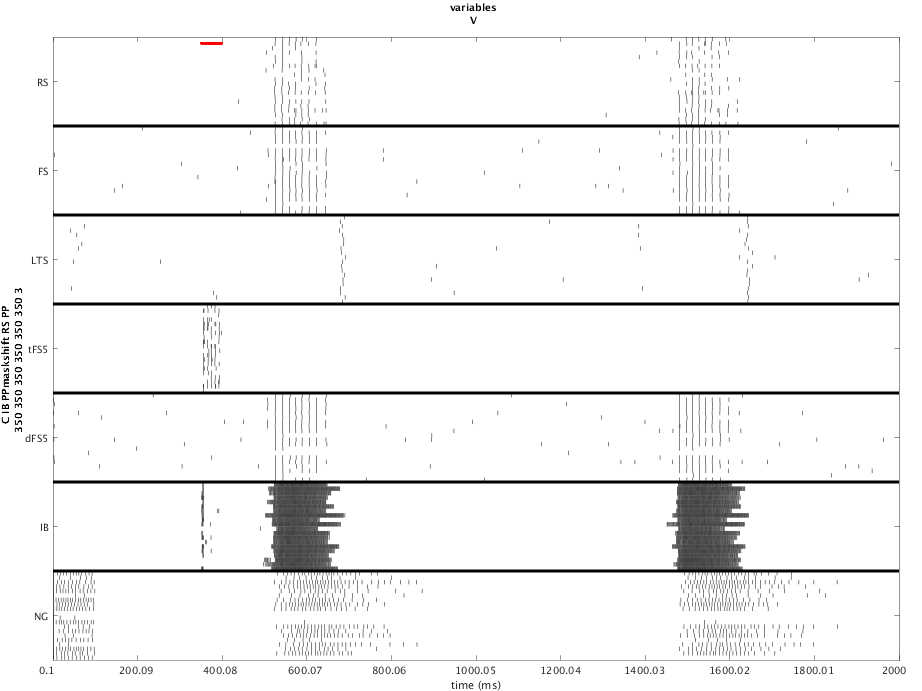 variables
V
RS
FS
LTS
tFS5
dFS5
IB
NG
C IB PPmaskshift RS PP
350 350 350 350 350 350 3
0.1 200.09 400.08 600.07 800.06 1000.05 1200.04 1400.03 1600.02 1800.01 2000
time (ms)